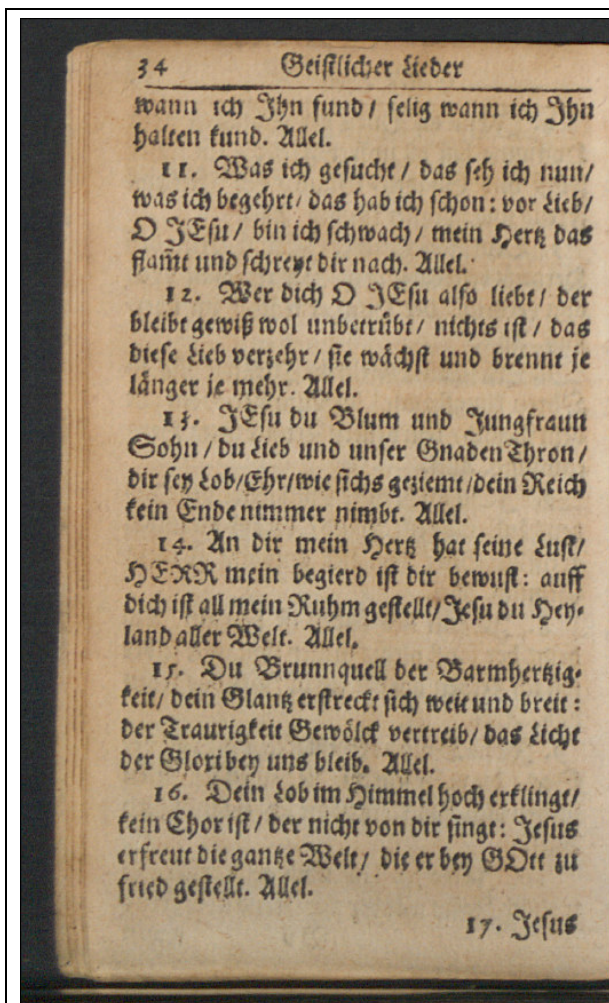 34 Geistlicher Lieder
wann ich Ihn fund / selig wann ich Ihn
halten kund. Allel.
11. Was ich gesucht / das seh ich nun /
was ich begehrt / das hab ich schon : vor Lieb /
O JEsu / bin ich schwach / mein Hertz das
flam̄t und schreyt dir nach. Allel.
12. Wer dich O JEsu also liebt / der
bleibt gewiß wol unbetrübt / nichts ist / das
diese Lieb verzehr / sie wächst und brennt je
länger je mehr. Allel.
13. JEsu du Blum und Jungfraun
Sohn / du Lieb und unser GnadenThron /
dir sey Lob / Ehr / wie sichs geziemt / dein Reich
kein Ende nimmer nimbt. Allel.
14. An dir mein Hertz hat seine Lust /
HERR mein begierd ist dir bewust : auff
dich ist all mein Ruhm gestellt / Jesu du Hey-
land aller Welt. Allel.
15. Du Brunnquell der Barmhertzig-
keit / dein Glantz erstreckt sich weit und breit :
der Traurigkeit Gewölck vertreib / das Licht
der Glori bey uns bleib. Allel.
16. Dein Lob im Himmel hoch erklingt /
kein Chor ist / der nicht von dir singt : Jesus
erfreut die gantze Welt / die er bey GOtt zu
fried gestellt. Allel.
17. Jesus